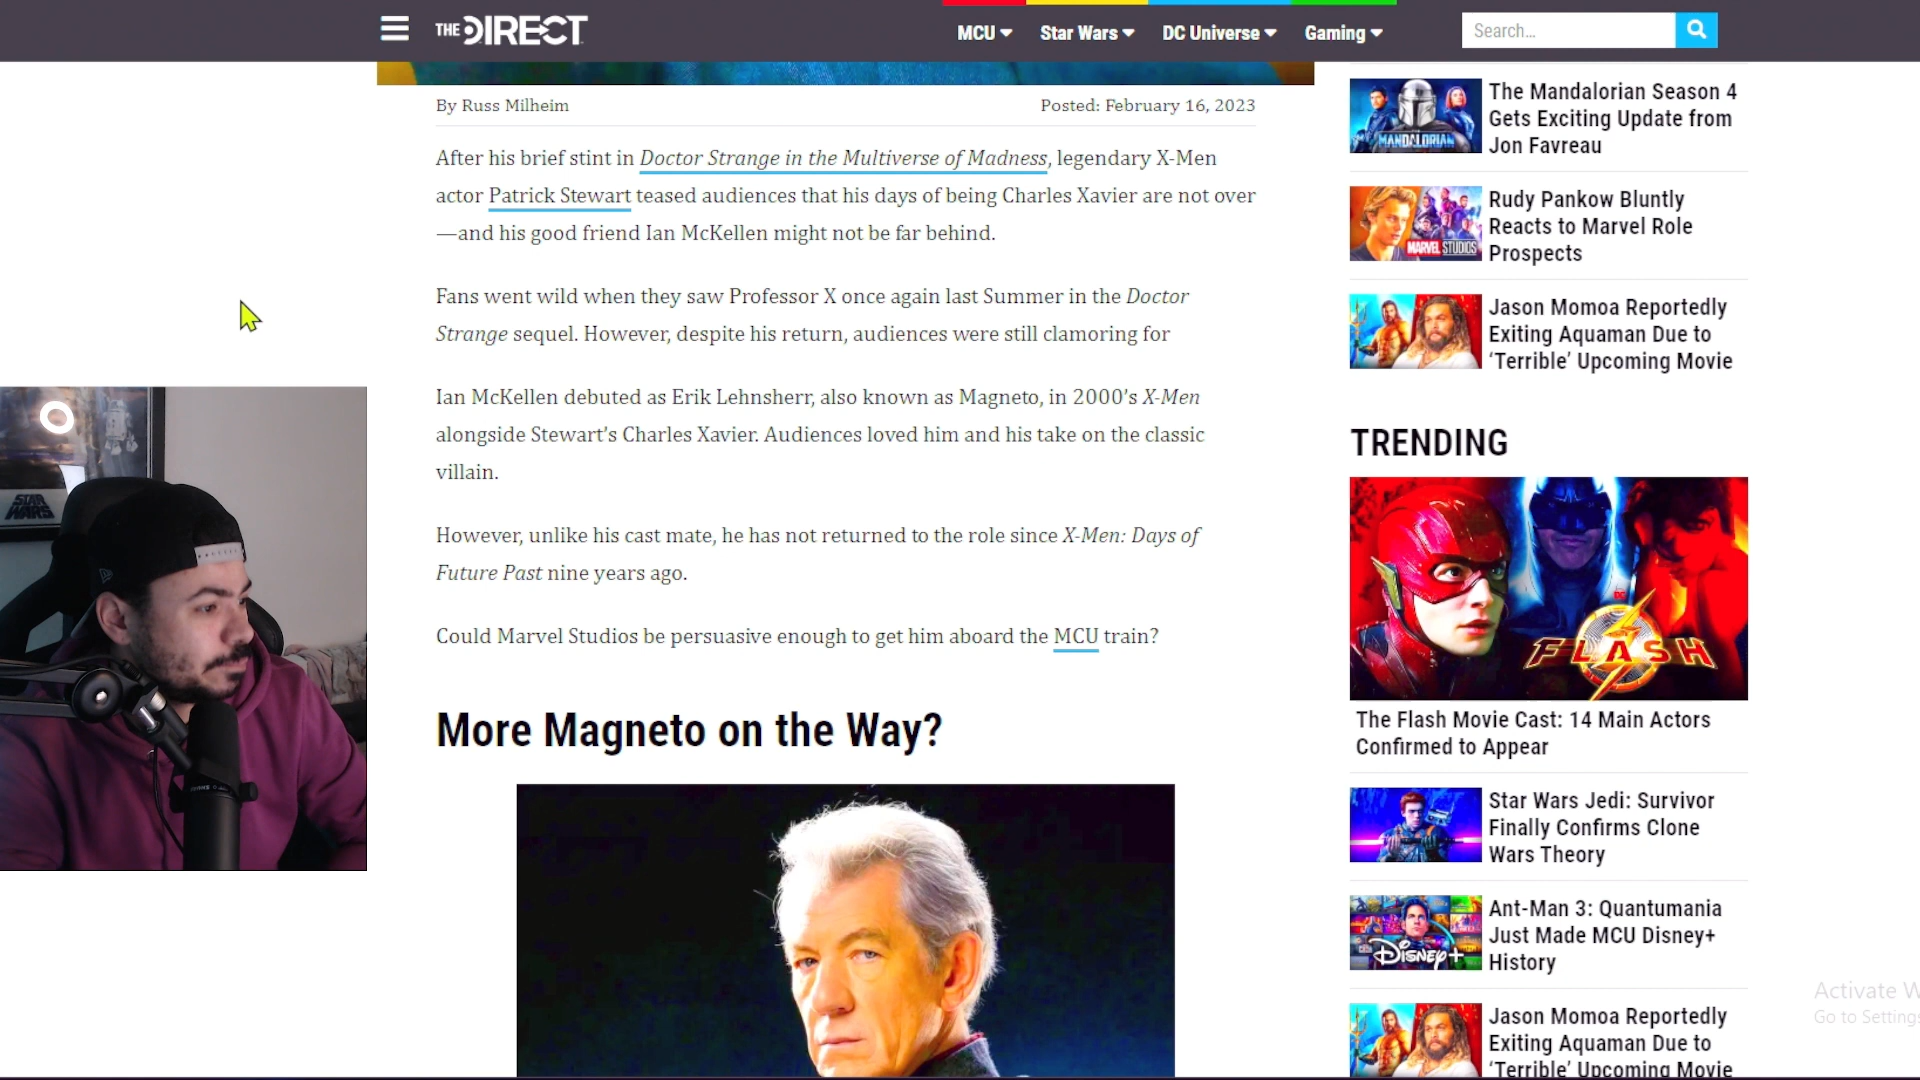 THE DIRECT
MCU
Star Wars
DC Universe
Gaming
Search...
By Russ Milheim
Posted: February 16, 2023
After his brief stint in Doctor Strange in the Multiverse of Madness, legendary X-Men
actor Patrick Stewart teased audiences that his days of being Charles Xavier are not over
—and his good friend Ian McKellen might not be far behind.
Fans went wild when they saw Professor X once again last Summer in the Doctor
Strange sequel. However, despite his return, audiences were still clamoring for
Ian McKellen debuted as Erik Lehnsherr, also known as Magneto, in 2000's X-Men
alongside Stewart's Charles Xavier. Audiences loved him and his take on the classic
villain.
However, unlike his cast mate, he has not returned to the role since X-Men: Days of
Future Past nine years ago.
Could Marvel Studios be persuasive enough to get him aboard the MCU train?
More Magneto on the Way?
STAR
WARS
MANDALORIAN
The Mandalorian Season 4
Gets Exciting Update from
Jon Favreau
MARVEL STUDIOS
Rudy Pankow Bluntly
Reacts to Marvel Role
Prospects
Jason Momoa Reportedly
Exiting Aquaman Due to
‘Terrible’ Upcoming Movie
TRENDING
FLASH
The Flash Movie Cast: 14 Main Actors
Confirmed to Appear
Star Wars Jedi: Survivor
Finally Confirms Clone
Wars Theory
Disney+
Ant-Man 3: Quantumania
Just Made MCU Disney+
History
Jason Momoa Reportedly
Exiting Aquaman Due to
‘Terrible’ Upcoming Movie
Activate W
Go to Settings